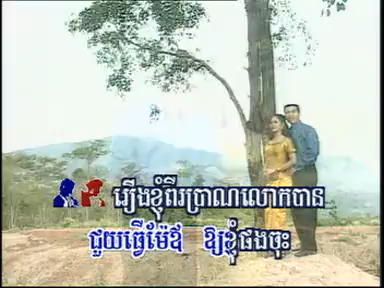 រឿងខ្ញុំពីរប្រាណលោកបាន
ជួយធ្វើម៉ែឪ ឱ្យខ្ញុំផងចុះ